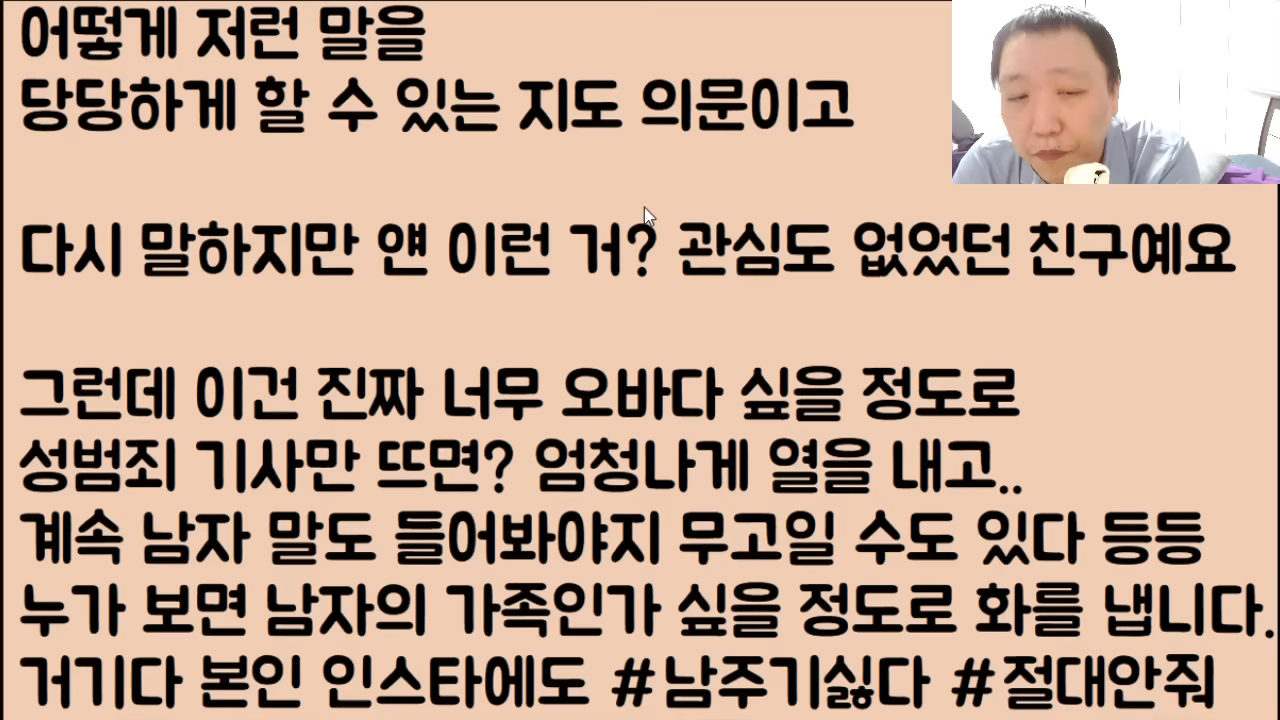 어떻게 저런 말을
당당하게 할 수 있는 지도 의문이고
다시 말하지만 얜 이런 거? 관심도 없었던 친구예요
그런데 이건 진짜 너무 오바다 싶을 정도로
성범죄 기사만 뜨면? 엄청나게 열을 내고..
계속 남자 말도 들어봐야지 무고일 수도 있다 등등
누가 보면 남자의 가족인가 싶을 정도로 화를 냅니다.
거기다 본인 인스타에도 #남주기싫다 #절대안줘